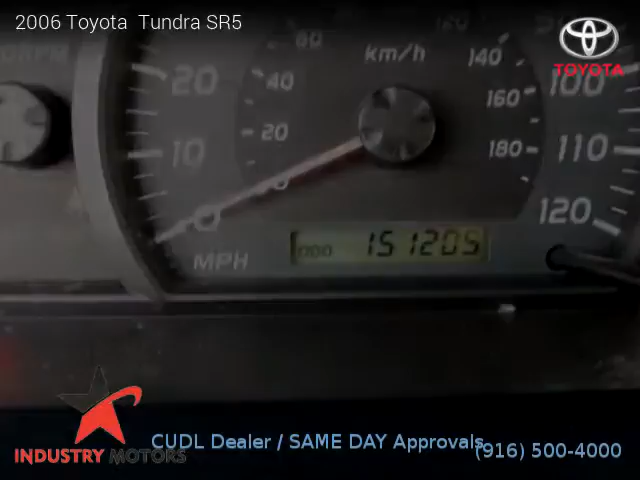 2006 Toyota Tundra SR5
TOYOTA
km/h
20 40 60 140 160 180
0 10 20 100 110 120
MPH
ODO 151205
INDUSTRY MOTORS
CUDL Dealer / SAME DAY Approvals
(916) 500-4000